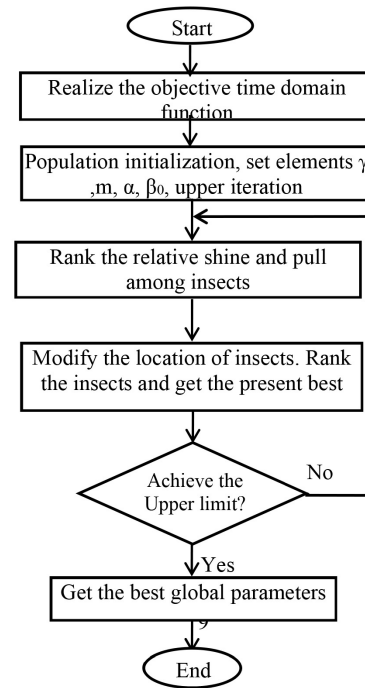 Start
Realize the objective time domain
function
Population initialization, set elements γ
,m, α, β₀, upper iteration
Rank the relative shine and pull
among insects
Modify the location of insects. Rank
the insects and get the present best
Achieve the
Upper limit?
No
Yes
Get the best global parameters
9
End